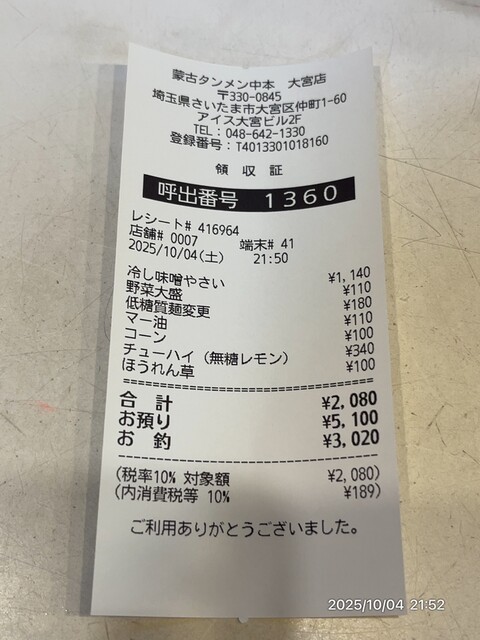 蒙古タンメン中本 大宮店
〒330-0845
埼玉県さいたま市大宮区仲町1-60
アイス大宮ビル2F
TEL：048-642-1330
登録番号：T4013301018160
領 収 証
呼出番号 1360
レシート# 416964
店舗# 0007 端末# 41
2025/10/04(土) 21:50
冷し味噌やさい ¥1,140
野菜大盛 ¥110
低糖質麺変更 ¥180
マー油 ¥110
コーン ¥100
チューハイ（無糖レモン） ¥340
ほうれん草 ¥100
合 計 ¥2,080
お預り ¥5,100
お 釣 ¥3,020
(税率10% 対象額 ¥2,080)
(内消費税等 10% ¥189)
ご利用ありがとうございました。
2025/10/04 21:52